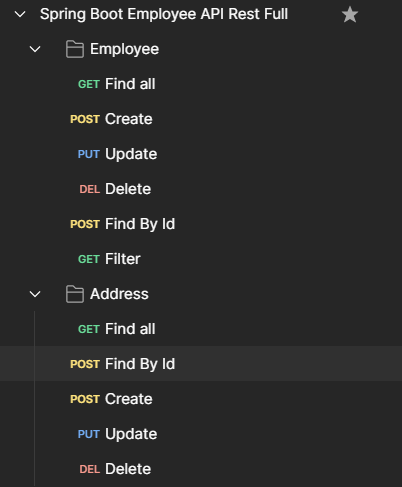 Spring Boot Employee API Rest Full
Employee
GET Find all
POST Create
PUT Update
DEL Delete
POST Find By Id
GET Filter
Address
GET Find all
POST Find By Id
POST Create
PUT Update
DEL Delete